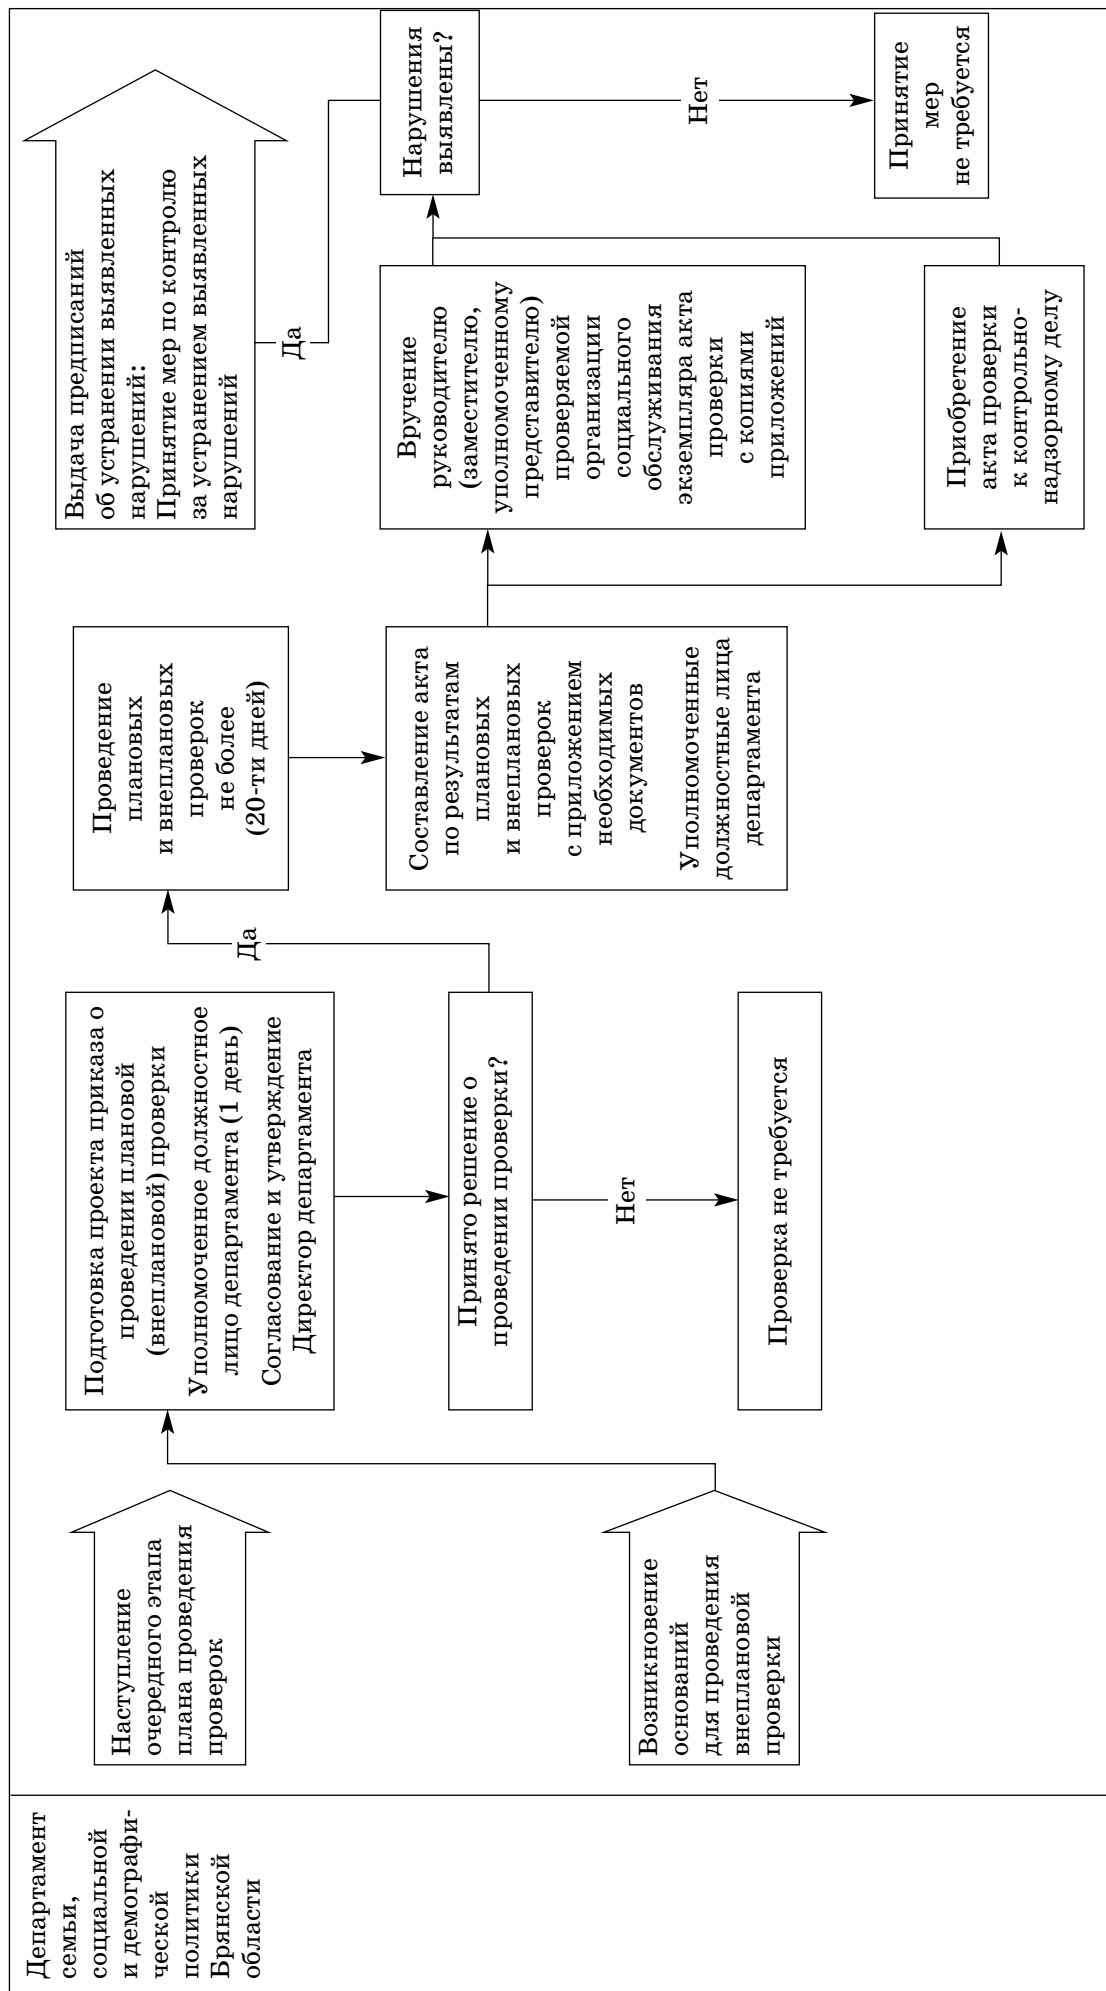 Департамент
семьи,
социальной
и демографи-
ческой
политики
Брянской
области
Наступление
очередного этапа
плана проведения
проверок
Возникновение
оснований
для проведения
внеплановой
проверки
Подготовка проекта приказа о
проведении плановой
(внеплановой) проверки
Уполномоченное должностное
лицо департамента (1 день)
Согласование и утверждение
Директор департамента
Принято решение о
проведении проверки?
Да
Нет
Проверка не требуется
Проведение
плановых
и внеплановых
проверок
не более
(20-ти дней)
Составление акта
по результатам
плановых
и внеплановых
проверок
с приложением
необходимых
документов
Уполномоченные
должностные лица
департамента
Вручение
руководителю
(заместителю,
уполномоченному
представителю)
проверяемой
организации
социального
обслуживания
экземпляра акта
проверки
с копиями
приложений
Приобретение
акта проверки
к контрольно-
надзорному делу
Нарушения
выявлены?
Да
Нет
Выдача предписаний
об устранении выявленных
нарушений:
Принятие мер по контролю
за устранением выявленных
нарушений
Принятие
мер
не требуется